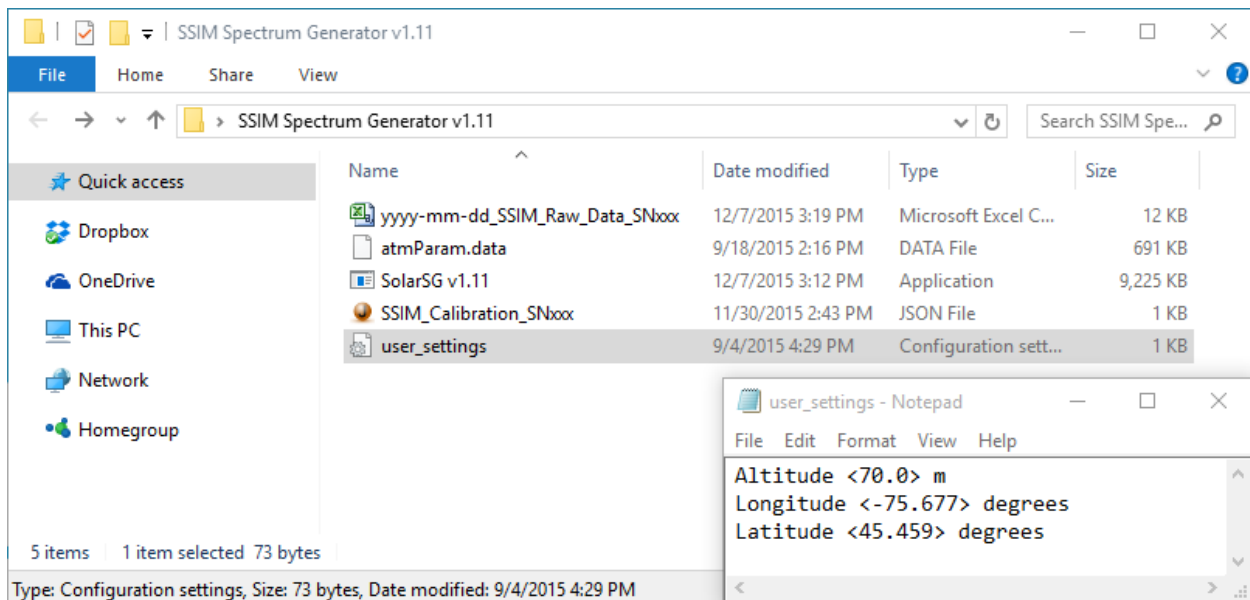 SSIM Spectrum Generator v1.11
File Home Share View
SSIM Spectrum Generator v1.11
Search SSIM Spe...
Quick access
Dropbox
OneDrive
This PC
Network
Homegroup
Name Date modified Type Size
yyyy-mm-dd_SSIM_Raw_Data_SNxxx 12/7/2015 3:19 PM Microsoft Excel C... 12 KB
atmParam.data 9/18/2015 2:16 PM DATA File 691 KB
SolarSG v1.11 12/7/2015 3:12 PM Application 9,225 KB
SSIM_Calibration_SNxxx 11/30/2015 2:43 PM JSON File 1 KB
user_settings 9/4/2015 4:29 PM Configuration sett... 1 KB
user_settings - Notepad
File Edit Format View Help
Altitude <70.0> m
Longitude <-75.677> degrees
Latitude <45.459> degrees
5 items 1 item selected 73 bytes
Type: Configuration settings, Size: 73 bytes, Date modified: 9/4/2015 4:29 PM